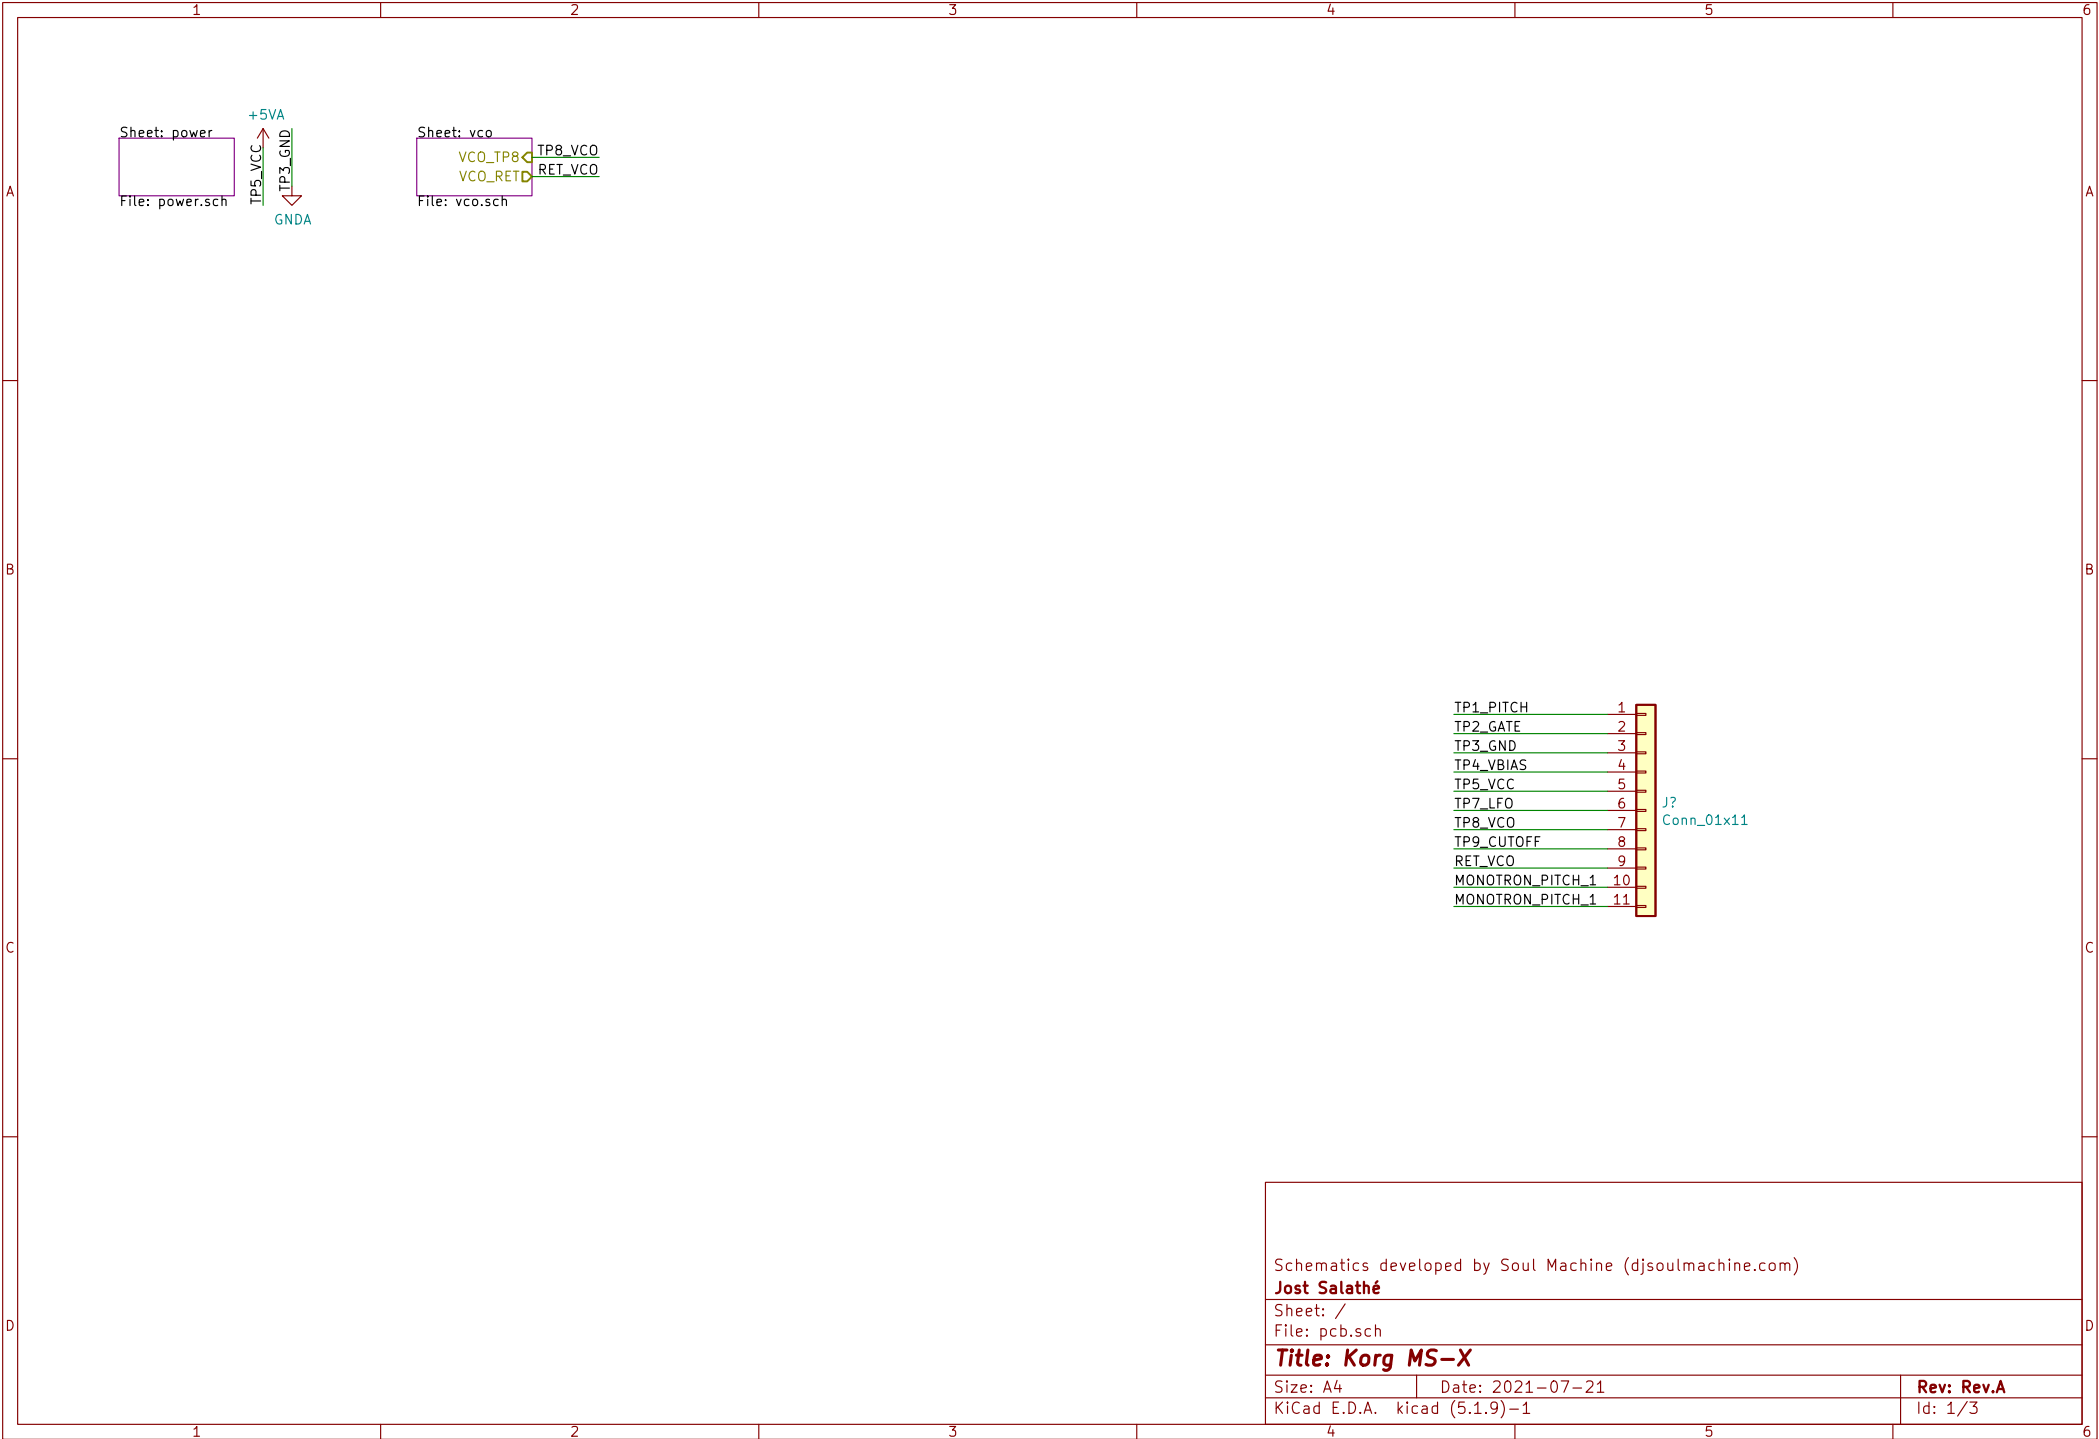 1 2 3 4 5 6
+5VA
Sheet: power
TP5_VCC
TP3_GND
File: power.sch
GNDA
Sheet: vco
VCO_TP8 TP8_VCO
VCO_RET RET_VCO
File: vco.sch
A A
B B
TP1_PITCH 1
TP2_GATE 2
TP3_GND 3
TP4_VBIAS 4
TP5_VCC 5
TP7_LFO 6
TP8_VCO 7
TP9_CUTOFF 8
RET_VCO 9
MONOTRON_PITCH_1 10
MONOTRON_PITCH_1 11
J?
Conn_01x11
C C
Schematics developed by Soul Machine (djsoulmachine.com)
Jost Salathé
Sheet: /
File: pcb.sch
D D
Title: Korg MS-X
Size: A4 Date: 2021-07-21 Rev: Rev.A
KiCad E.D.A. kicad (5.1.9)-1 Id: 1/3
1 2 3 4 5 6